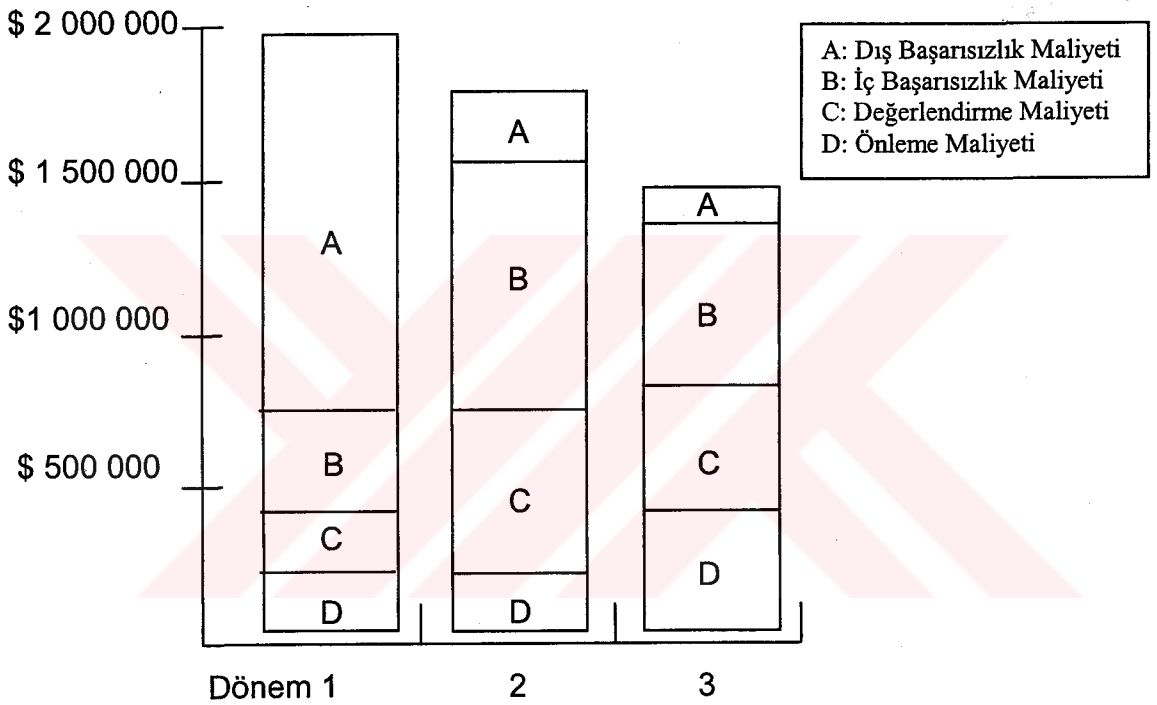 $ 2 000 000
A: Dış Başarısızlık Maliyeti
B: İç Başarısızlık Maliyeti
C: Değerlendirme Maliyeti
D: Önleme Maliyeti
$ 1 500 000
$1 000 000
$ 500 000
A
B
C
D
A
B
C
D
A
B
C
D
Dönem 1
2
3